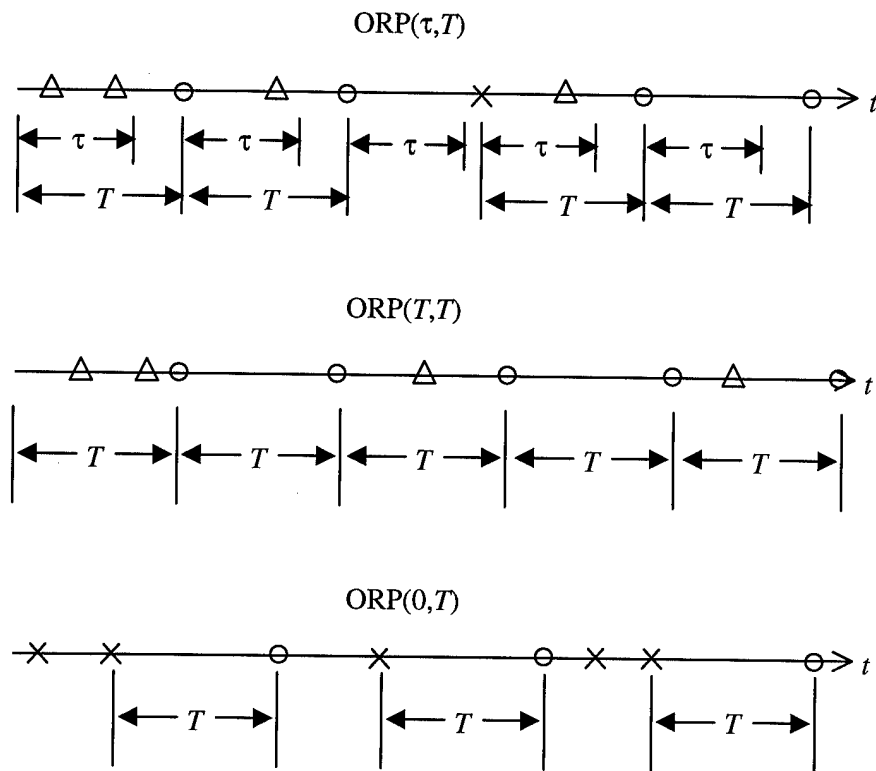 ORP(τ,T)
t
τ τ τ τ τ
T T T T
ORP(T,T)
t
T T T T T
ORP(0,T)
t
T T T